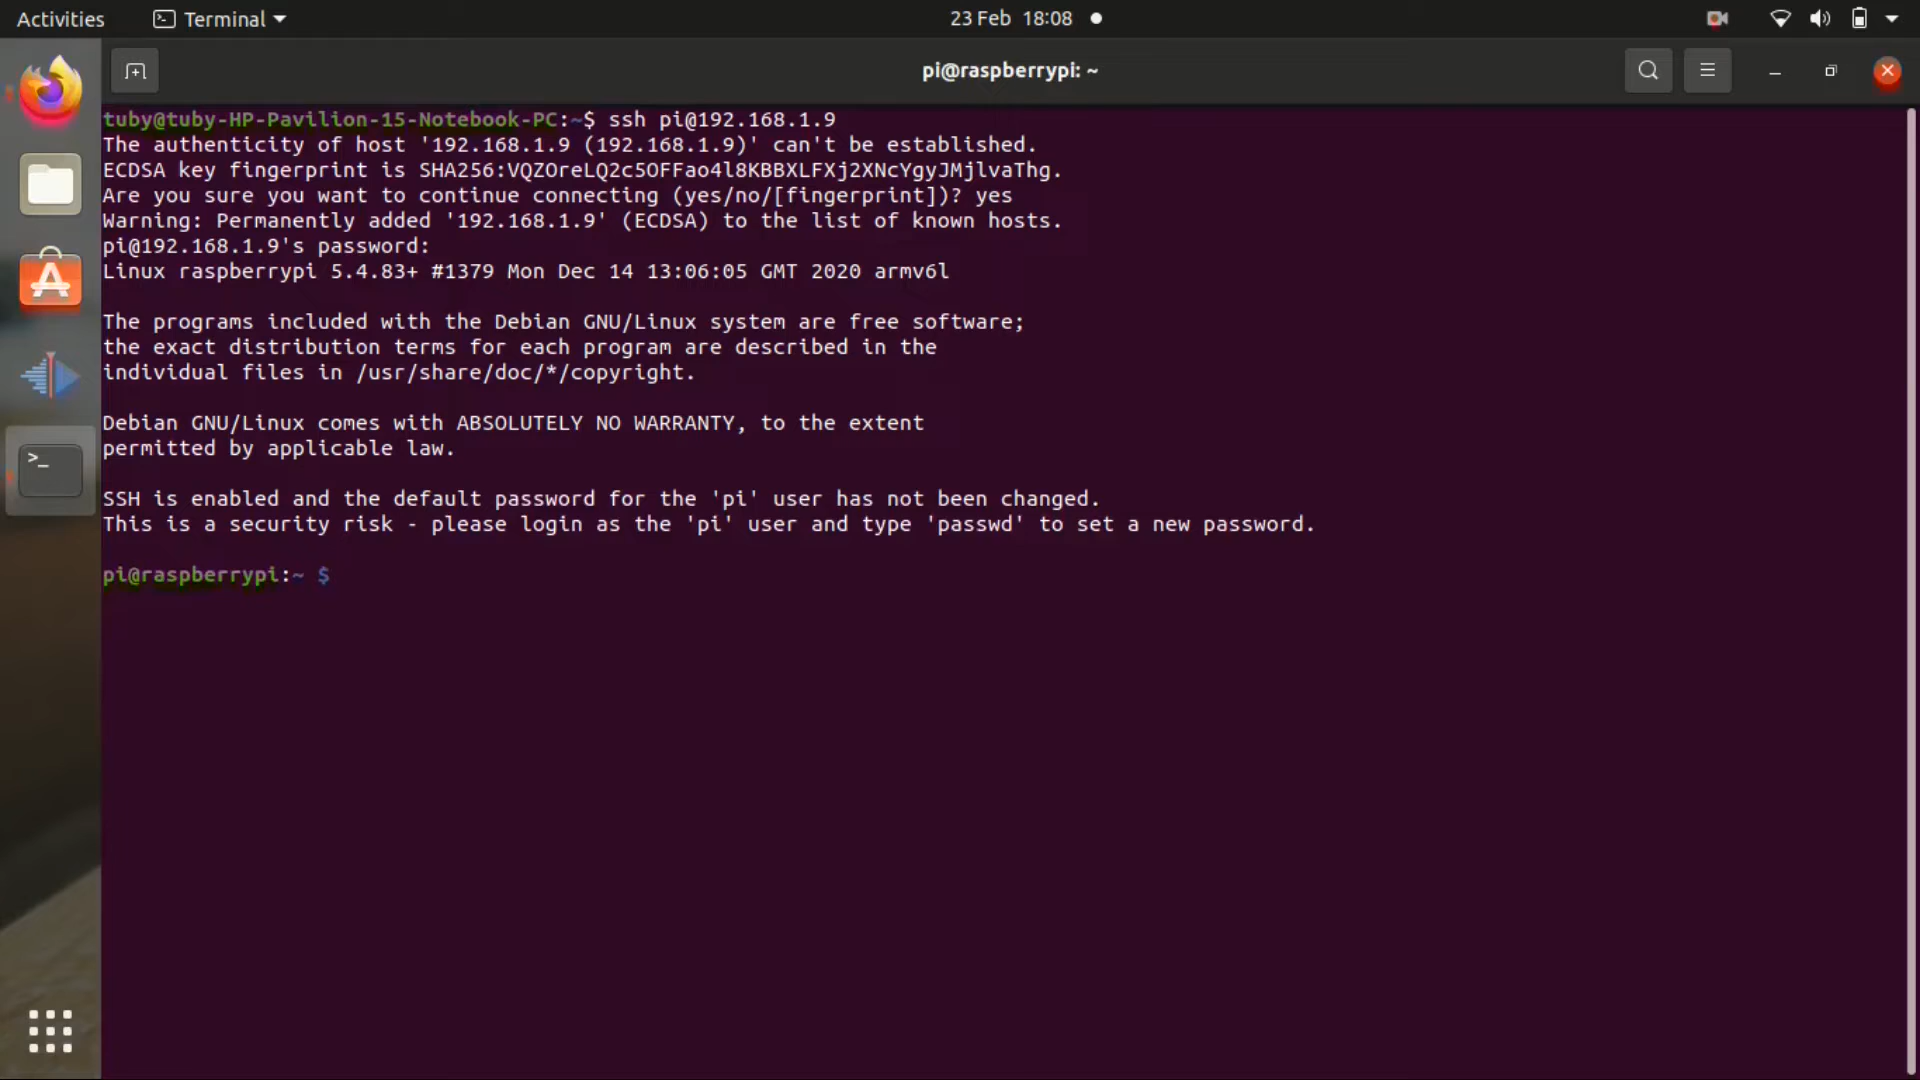 Activities
Terminal
23 Feb 18:08
pi@raspberrypi: ~
tuby@tuby-HP-Pavilion-15-Notebook-PC:~$ ssh pi@192.168.1.9
The authenticity of host '192.168.1.9 (192.168.1.9)' can't be established.
ECDSA key fingerprint is SHA256:VQZOreLQ2c5OFFao4l8KBBXLFXj2XNcYgyJMjlvaThg.
Are you sure you want to continue connecting (yes/no/[fingerprint])? yes
Warning: Permanently added '192.168.1.9' (ECDSA) to the list of known hosts.
pi@192.168.1.9's password:
Linux raspberrypi 5.4.83+ #1379 Mon Dec 14 13:06:05 GMT 2020 armv6l
The programs included with the Debian GNU/Linux system are free software;
the exact distribution terms for each program are described in the
individual files in /usr/share/doc/*/copyright.
Debian GNU/Linux comes with ABSOLUTELY NO WARRANTY, to the extent
permitted by applicable law.
SSH is enabled and the default password for the 'pi' user has not been changed.
This is a security risk - please login as the 'pi' user and type 'passwd' to set a new password.
pi@raspberrypi:~ $